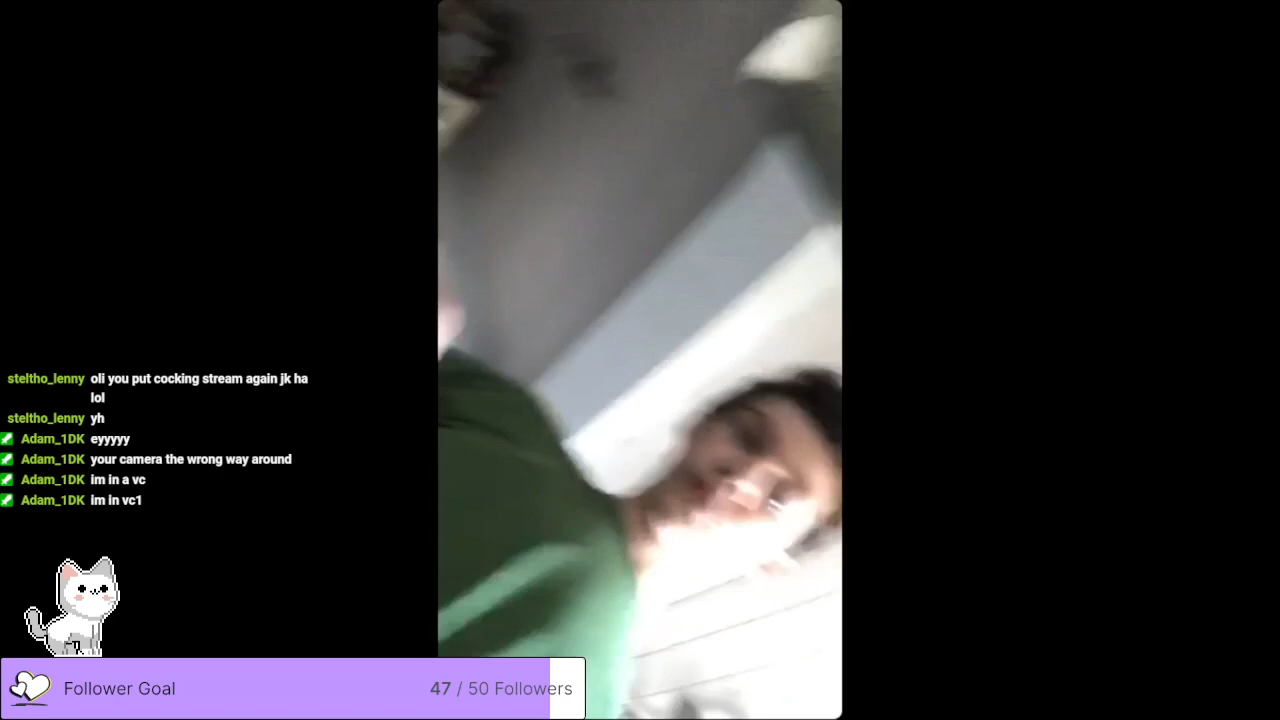 steltho_lenny oli you put cocking stream again jk ha
lol
steltho_lenny yh
Adam_1DK eyyyyy
Adam_1DK your camera the wrong way around
Adam_1DK im in a vc
Adam_1DK im in vc1
Follower Goal 47 / 50 Followers